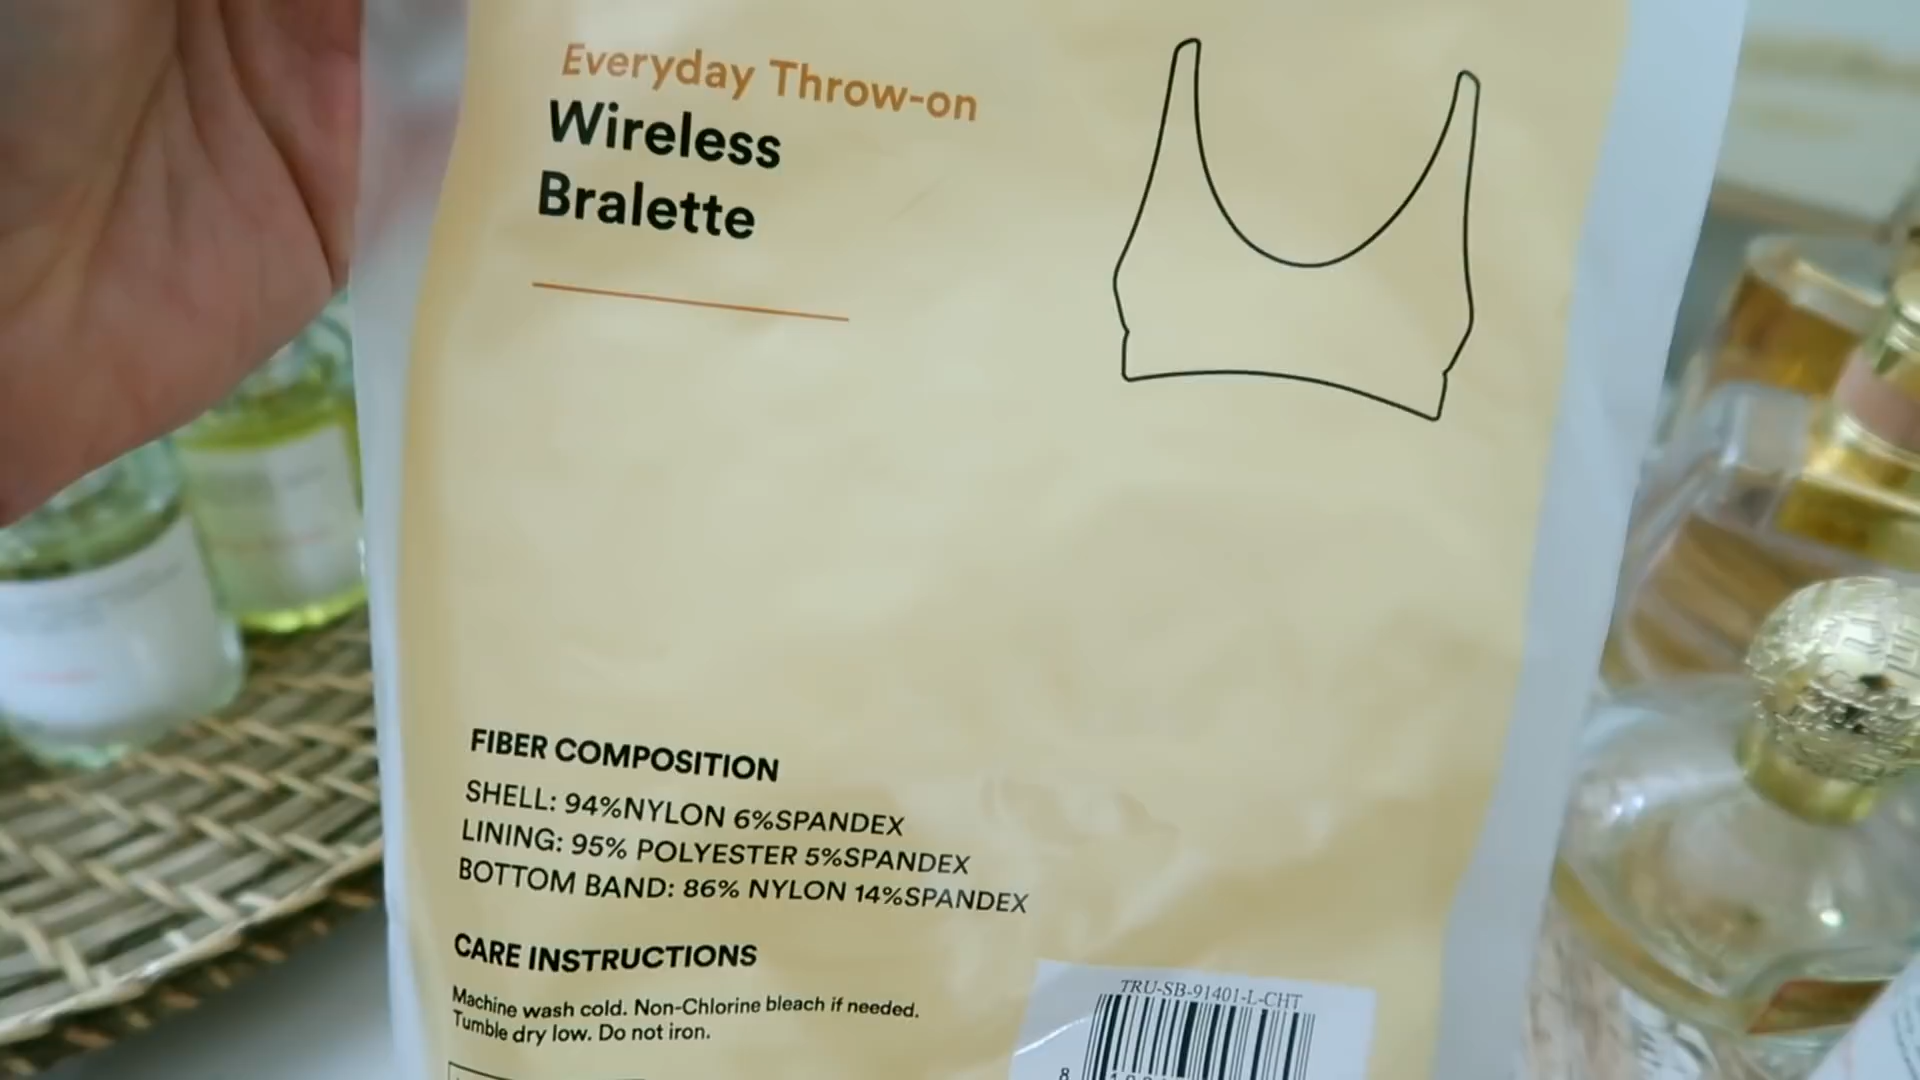 Everyday Throw-on
Wireless
Bralette
FIBER COMPOSITION
SHELL: 94%NYLON 6%SPANDEX
LINING: 95% POLYESTER 5%SPANDEX
BOTTOM BAND: 86% NYLON 14%SPANDEX
CARE INSTRUCTIONS
Machine wash cold. Non-Chlorine bleach if needed.
Tumble dry low. Do not iron.
TRU-SB-91401-L-CHT
8